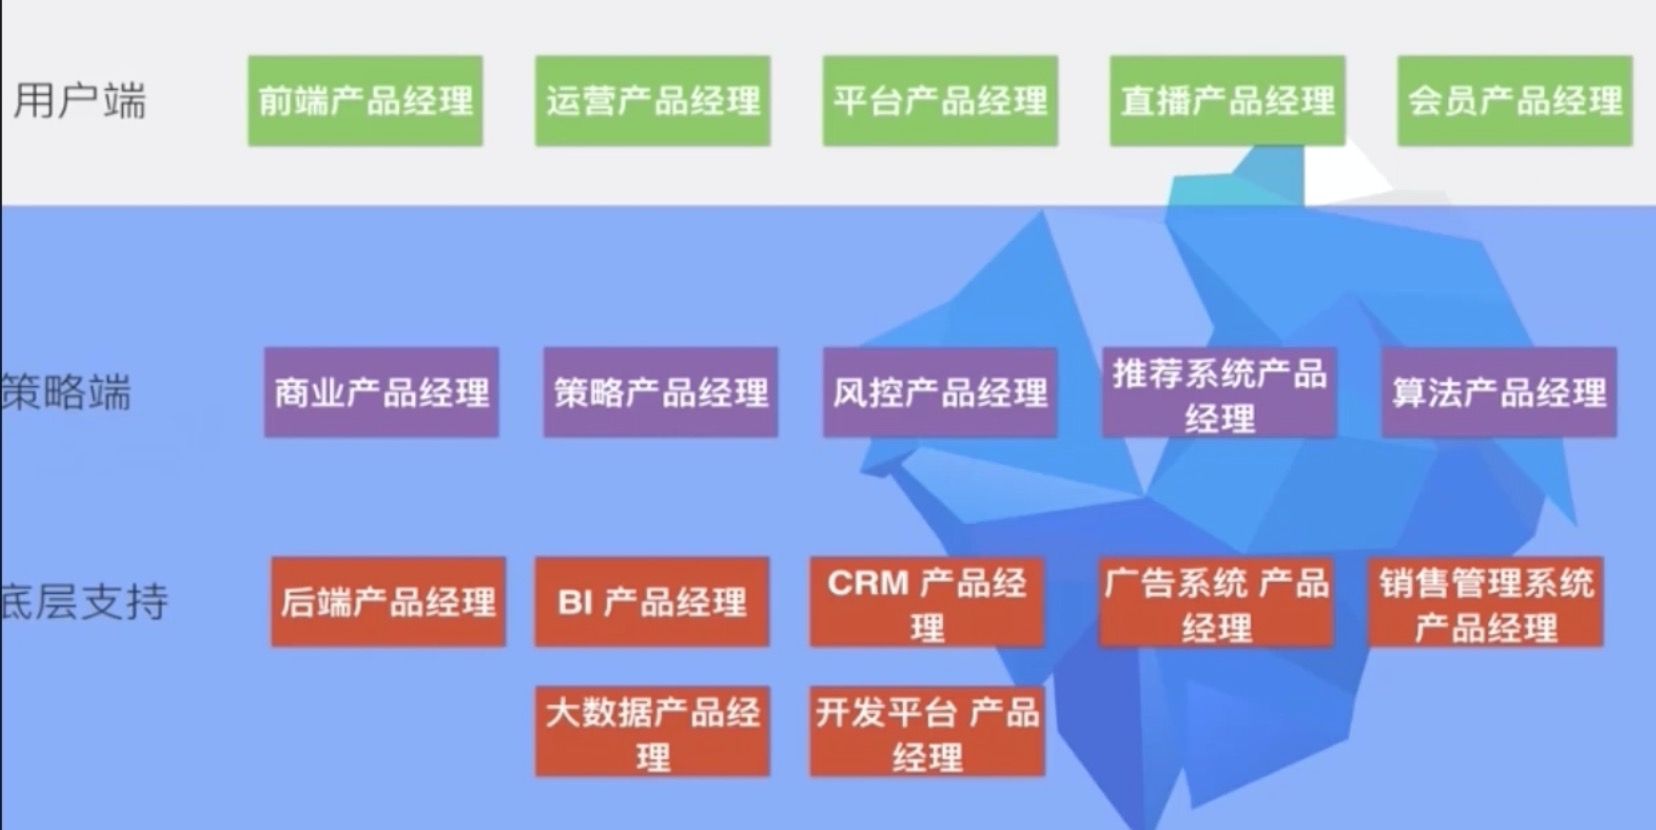 用户端
前端产品经理
运营产品经理
平台产品经理
直播产品经理
会员产品经理
策略端
商业产品经理
策略产品经理
风控产品经理
推荐系统产品
经理
算法产品经理
底层支持
后端产品经理
BI 产品经理
CRM 产品经
理
广告系统 产品
经理
销售管理系统
产品经理
大数据产品经
理
开发平台 产品
经理